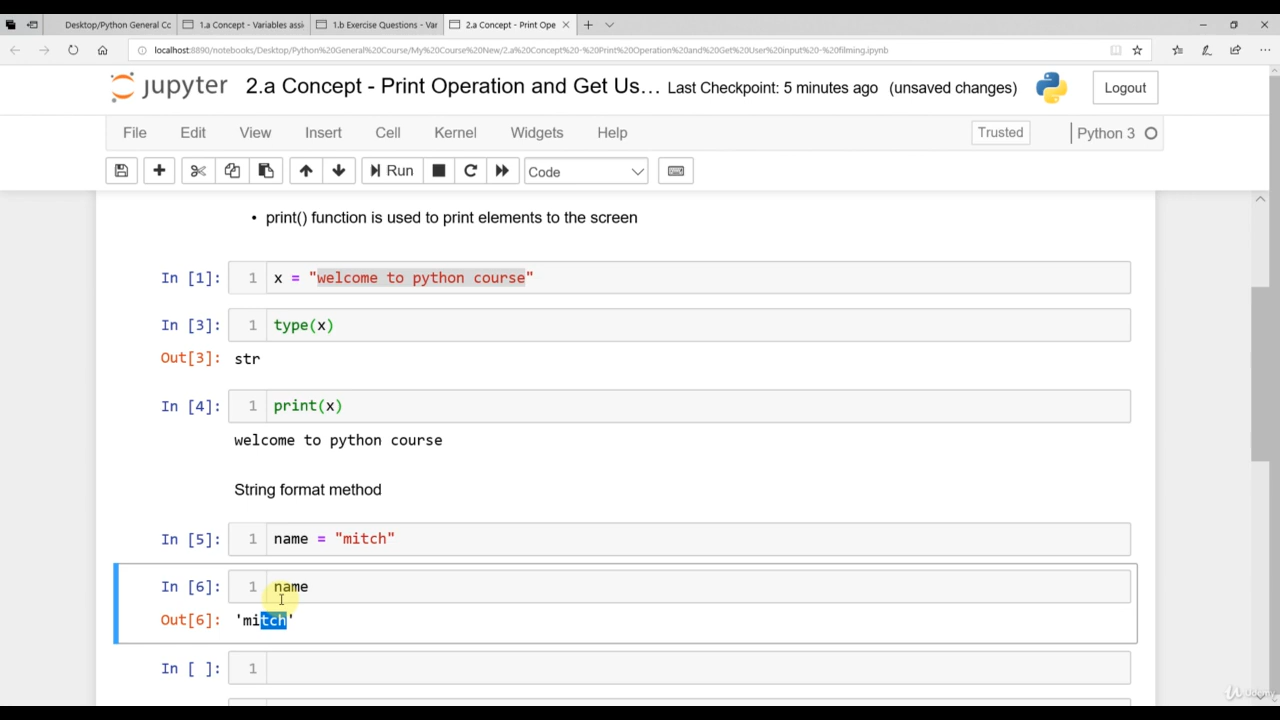 Desktop/Python General Cc
1.a Concept - Variables assi
1.b Exercise Questions - Var
2.a Concept - Print Ope
localhost:8890/notebooks/Desktop/Python%20General%20Course/My%20Course%20New/2.a%20Concept%20-%20Print%20Operation%20and%20Get%20User%20input%20-%20filming.ipynb
jupyter 2.a Concept - Print Operation and Get Us... Last Checkpoint: 5 minutes ago (unsaved changes) Logout
File Edit View Insert Cell Kernel Widgets Help Trusted Python 3
Run Code
• print() function is used to print elements to the screen
In [1]: 1 x = "welcome to python course"
In [3]: 1 type(x)
Out[3]: str
In [4]: 1 print(x)
welcome to python course
String format method
In [5]: 1 name = "mitch"
In [6]: 1 name
Out[6]: 'mitch'
In [ ]: 1
Udemy